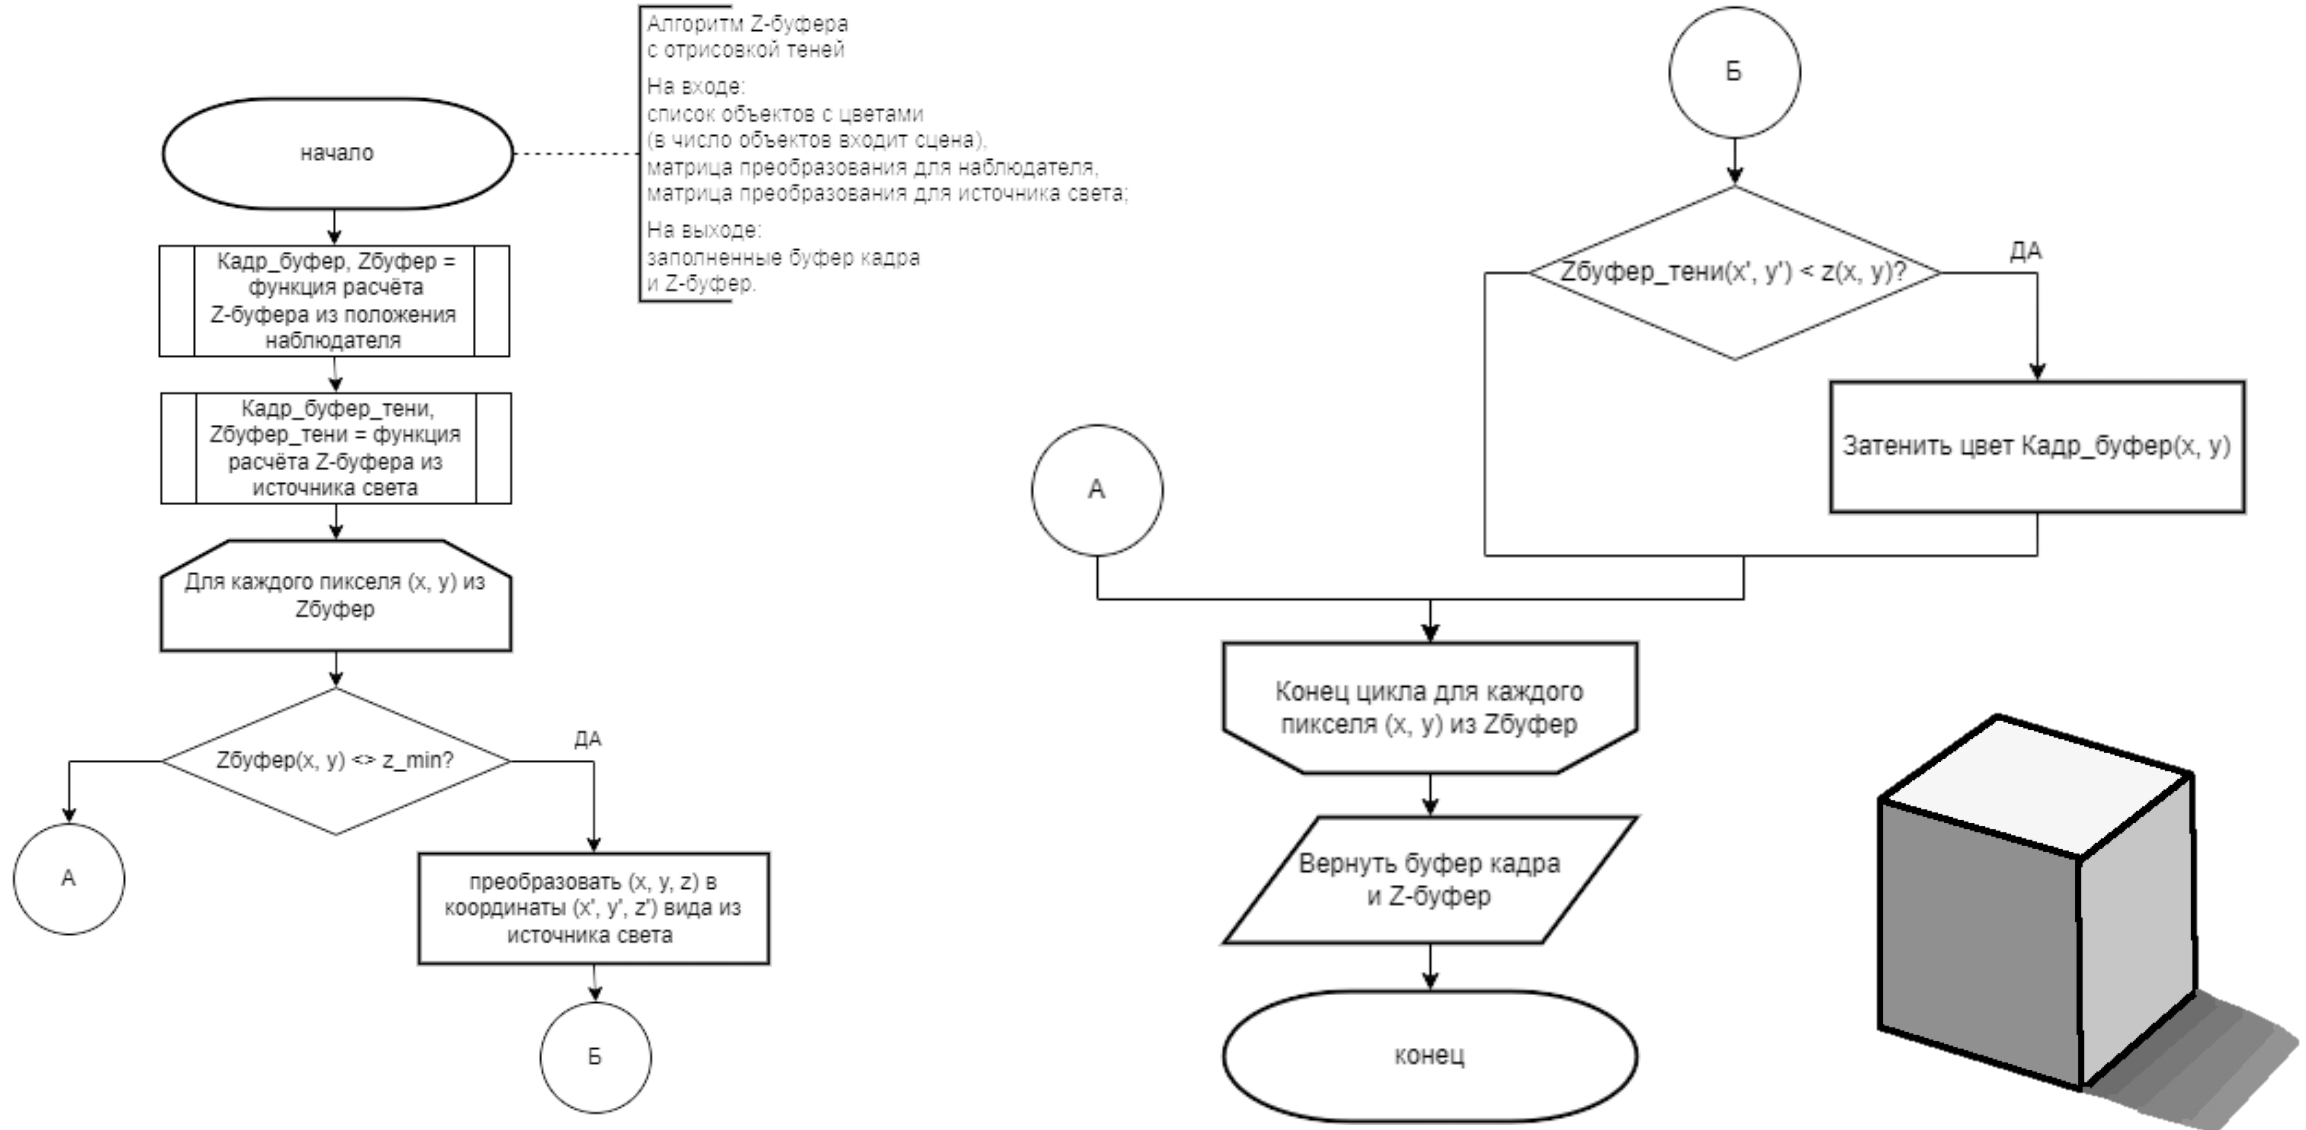 начало
Алгоритм Z-буфера
с отрисовкой теней
На входе:
список объектов с цветами
(в число объектов входит сцена),
матрица преобразования для наблюдателя,
матрица преобразования для источника света;
На выходе:
заполненные буфер кадра
и Z-буфер.
Кадр_буфер, Zбуфер =
функция расчёта
Z-буфера из положения
наблюдателя
Кадр_буфер_тени,
Zбуфер_тени = функция
расчёта Z-буфера из
источника света
Для каждого пикселя (x, y) из
Zбуфер
Zбуфер(x, y) <> z_min?
ДА
А
преобразовать (x, y, z) в
координаты (x', y', z') вида из
источника света
Б
Б
Zбуфер_тени(x', y') < z(x, y)?
ДА
Затенить цвет Кадр_буфер(x, y)
А
Конец цикла для каждого
пикселя (x, y) из Zбуфер
Вернуть буфер кадра
и Z-буфер
конец